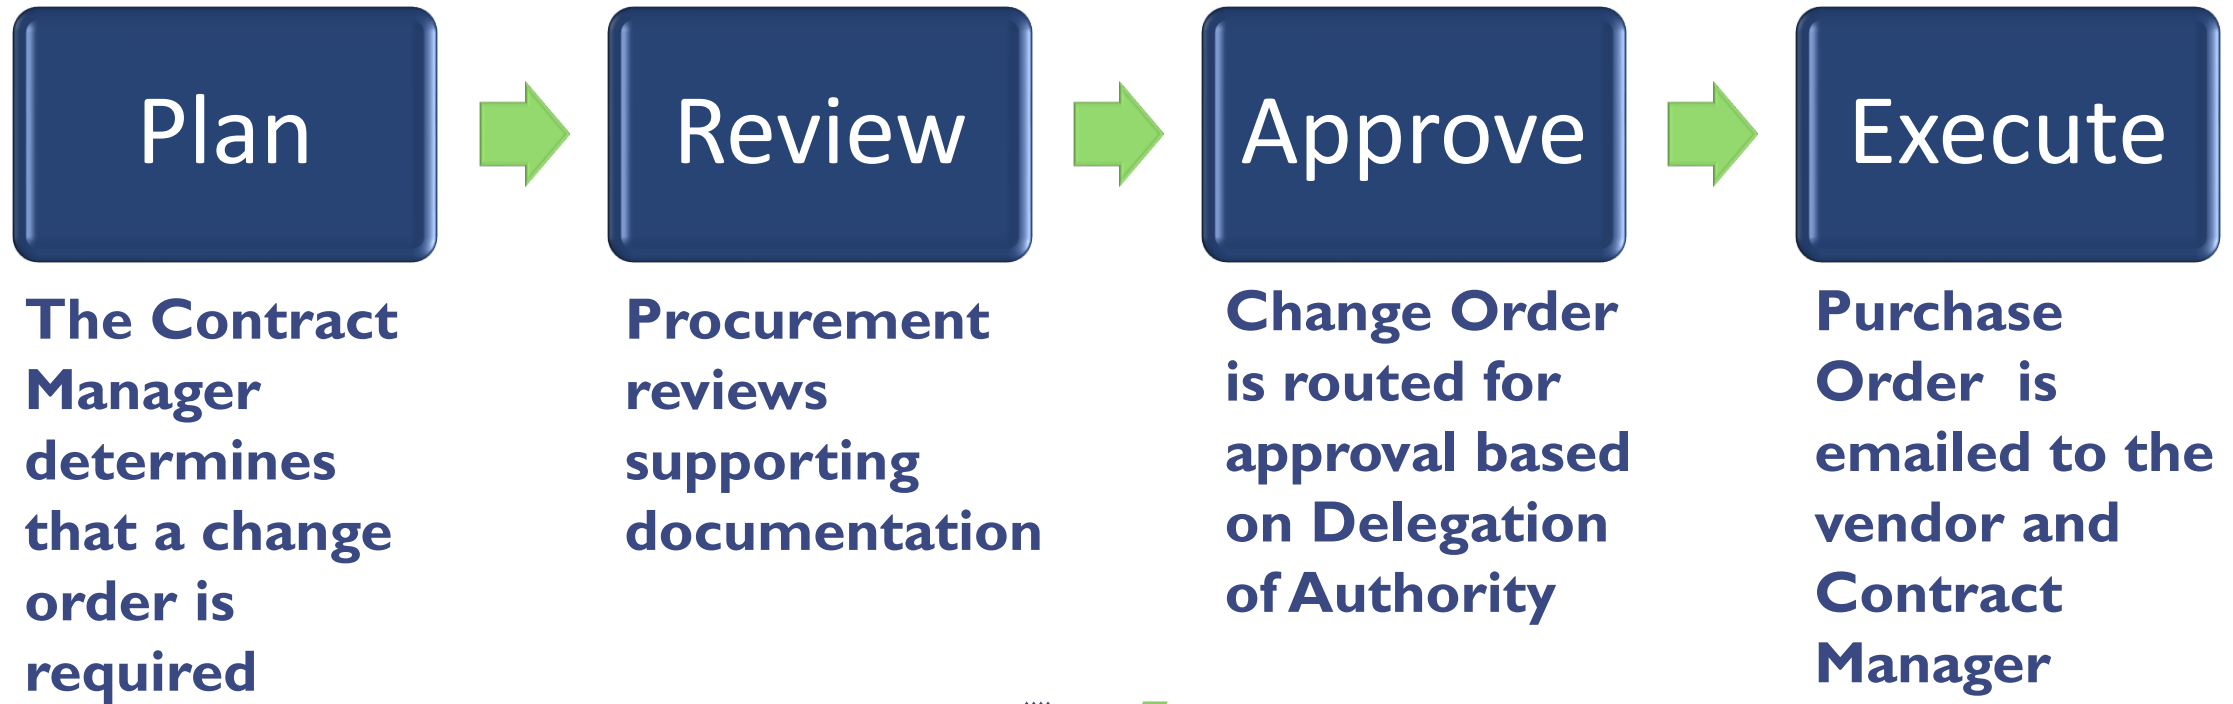 Plan
Review
Approve
Execute
The Contract
Manager
determines
that a change
order is
required
Procurement
reviews
supporting
documentation
Change Order
is routed for
approval based
on Delegation
of Authority
Purchase
Order  is
emailed to the
vendor and
Contract
Manager